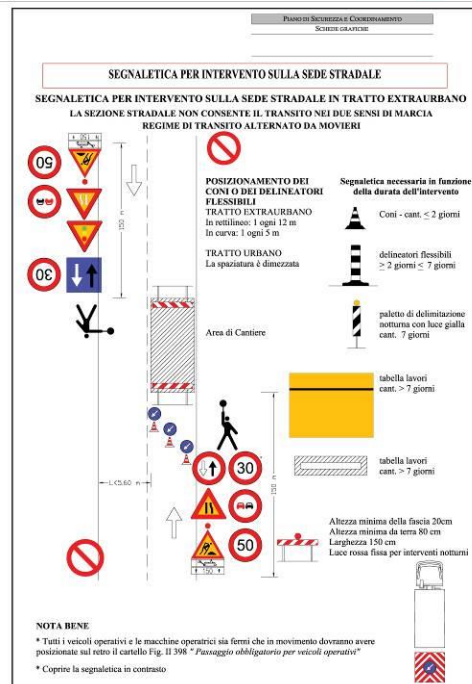 PIANO DI SICUREZZA E COORDINAMENTO
SCHEDE GRAFICHE
SEGNALETICA PER INTERVENTO SULLA SEDE STRADALE
SEGNALETICA PER INTERVENTO SULLA SEDE STRADALE IN TRATTO EXTRAURBANO
LA SEZIONE STRADALE NON CONSENTE IL TRANSITO NEI DUE SENSI DI MARCIA
REGIME DI TRANSITO ALTERNATO DA MOVIERI
150
50
150 m
30
POSIZIONAMENTO DEI
CONI O DEI DELINEATORI
FLESSIBILI
TRATTO EXTRAURBANO
In rettilineo: 1 ogni 12 m
In curva: 1 ogni 5 m
TRATTO URBANO
La spaziatura è dimezzata
Segnaletica necessaria in funzione
della durata dell'intervento
Coni - cant. < 2 giorni
delineatori flessibili
> 2 giorni < 7 giorni
paletto di delimitazione
notturna con luce gialla
cant. 7 giorni
Area di Cantiere
tabella lavori
cant. > 7 giorni
tabella lavori
cant. > 7 giorni
30
L<5,60 m
150 m
50
150
Altezza minima della fascia 20cm
Altezza minima da terra 80 cm
Larghezza 150 cm
Luce rossa fissa per interventi notturni
NOTA BENE
* Tutti i veicoli operativi e le macchine operatrici sia fermi che in movimento dovranno avere
posizionate sul retro il cartello Fig. II 398 " Passaggio obbligatorio per veicoli operativi"
* Coprire la segnaletica in contrasto